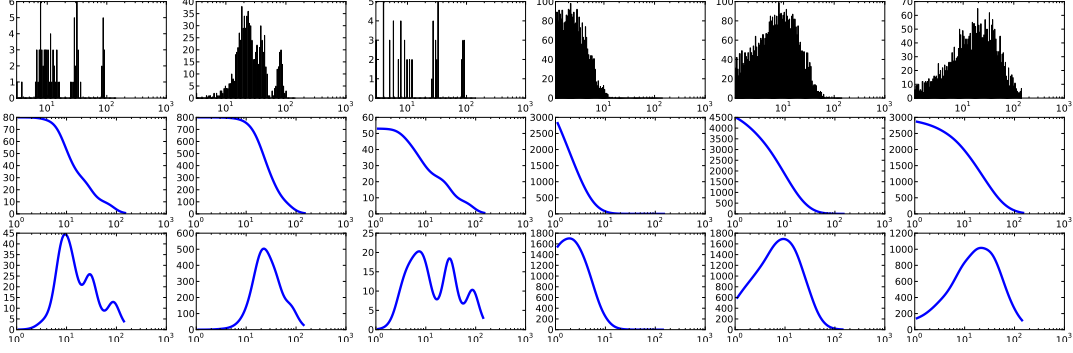 6 40 5 100 100 70
5 35 4 80 80 60
4 30 3 60 60 50
3 25 2 40 40 40
2 20 1 20 20 30
1 15 0 0 0 20
0 10 10
5 0
0
10¹ 10² 10³ 10¹ 10² 10³ 10¹ 10² 10³ 10¹ 10² 10³ 10¹ 10² 10³ 10¹ 10² 10³
80 800 60 3000 4500 3000
70 700 50 2500 4000 2500
60 600 40 2000 3500 2000
50 500 30 1500 3000 1500
40 400 20 1000 2500 1000
30 300 10 500 2000 500
20 200 0 0 1500 0
10 100 1000
0 0 500
0
10⁰ 10¹ 10² 10³ 10⁰ 10¹ 10² 10³ 10⁰ 10¹ 10² 10³ 10⁰ 10¹ 10² 10³ 10⁰ 10¹ 10² 10³ 10⁰ 10¹ 10² 10³
45 600 25 1800 1800 1200
40 500 20 1600 1600 1000
35 400 15 1400 1400 800
30 300 10 1200 1200 600
25 200 5 1000 1000 400
20 100 0 800 800 200
15 0 600 600 0
10 400 400
5 200 200
0 0 0
10⁰ 10¹ 10² 10³ 10⁰ 10¹ 10² 10³ 10⁰ 10¹ 10² 10³ 10⁰ 10¹ 10² 10³ 10⁰ 10¹ 10² 10³ 10⁰ 10¹ 10² 10³